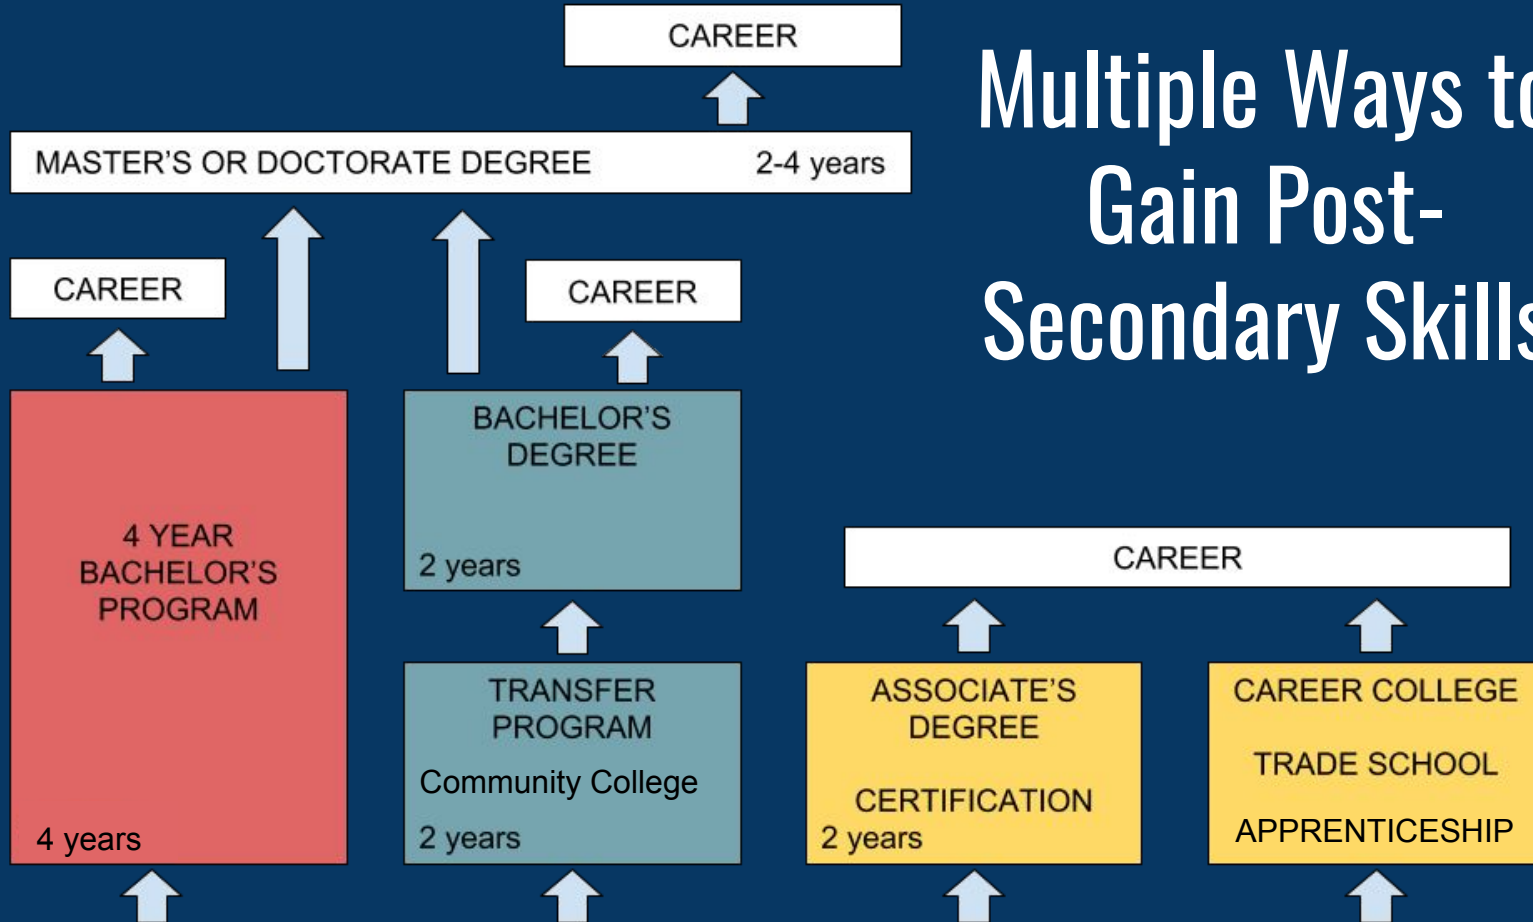 Multiple Ways to
Gain Post-
Secondary Skills
CAREER
MASTER'S OR DOCTORATE DEGREE 2-4 years
CAREER
CAREER
4 YEAR
BACHELOR'S
PROGRAM
4 years
BACHELOR'S
DEGREE
2 years
TRANSFER
PROGRAM
Community College
2 years
CAREER
ASSOCIATE'S
DEGREE
CERTIFICATION
2 years
CAREER COLLEGE
TRADE SCHOOL
APPRENTICESHIP